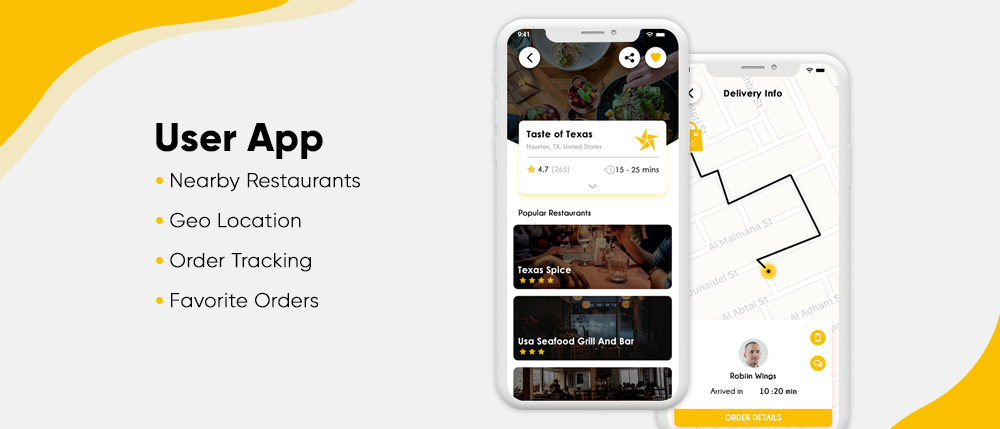 User App
Nearby Restaurants
Geo Location
Order Tracking
Favorite Orders
9:41
Taste of Texas
Houston, TX, United States
4.7 (265)
15 - 25 mins
Popular Restaurants
Texas Spice
Usa Seafood Grill And Bar
Delivery Info
Al Maimana St
Junaidel St
Al Abtal St
Al Adham St
Roblin Wings
Arrived in 10 :20 min
ORDER DETAILS